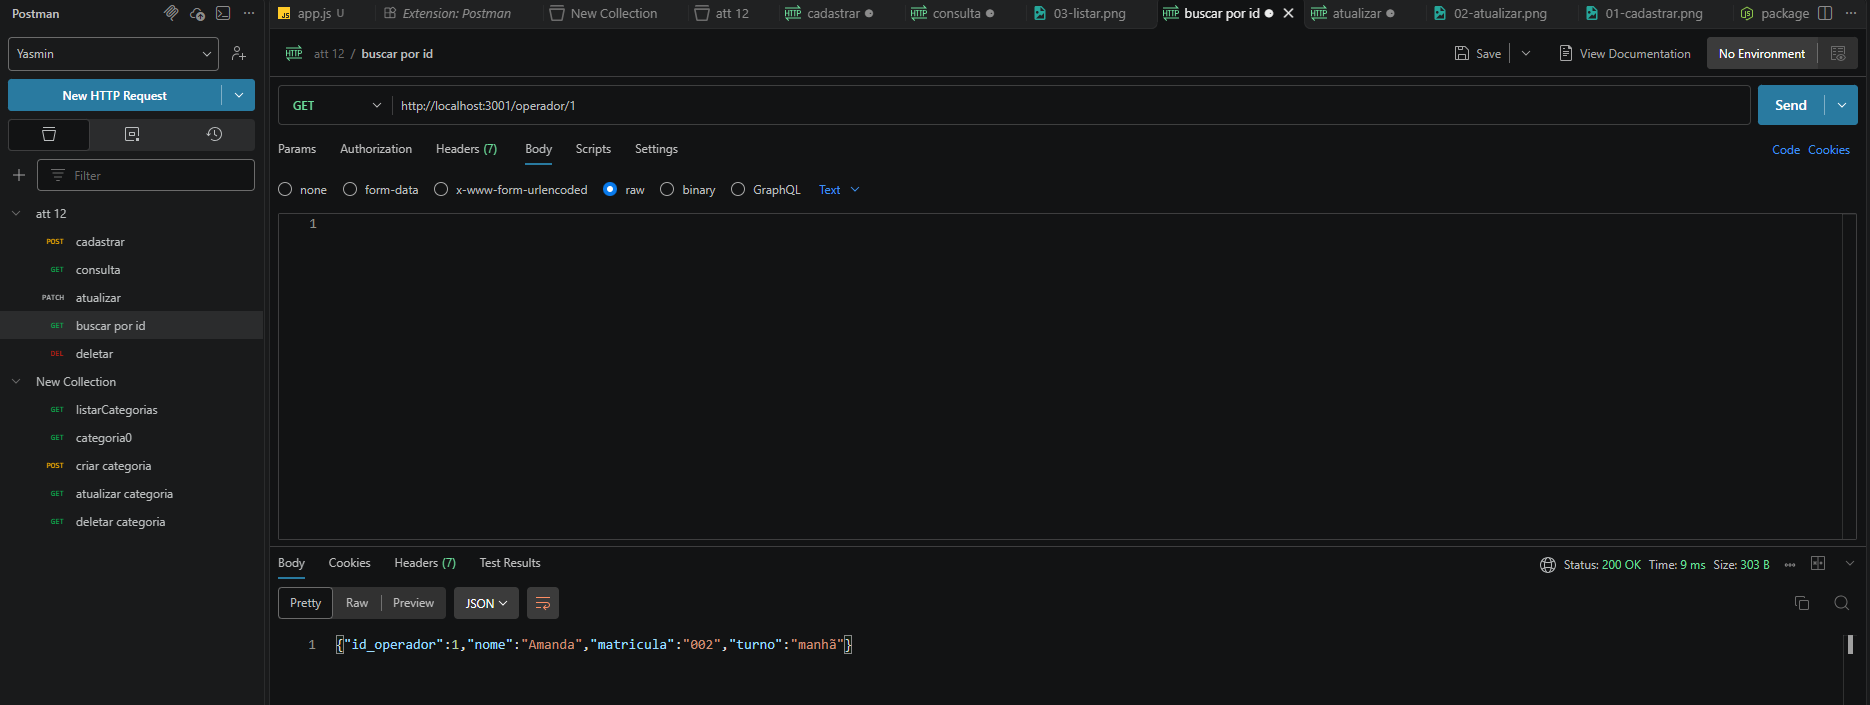 Postman
app.js U
Extension: Postman
New Collection
att 12
cadastrar
consulta
03-listar.png
buscar por id
atualizar
02-atualizar.png
01-cadastrar.png
package
Yasmin
att 12 / buscar por id
Save
View Documentation
No Environment
New HTTP Request
GET
http://localhost:3001/operador/1
Send
Params
Authorization
Headers (7)
Body
Scripts
Settings
Code
Cookies
Filter
none
form-data
x-www-form-urlencoded
raw
binary
GraphQL
Text
1
att 12
POST cadastrar
GET consulta
PATCH atualizar
GET buscar por id
DEL deletar
New Collection
GET listarCategorias
GET categoria0
POST criar categoria
GET atualizar categoria
GET deletar categoria
Body
Cookies
Headers (7)
Test Results
Status: 200 OK Time: 9 ms Size: 303 B
Pretty
Raw
Preview
JSON
1 {"id_operador":1,"nome":"Amanda","matricula":"002","turno":"manhã"}